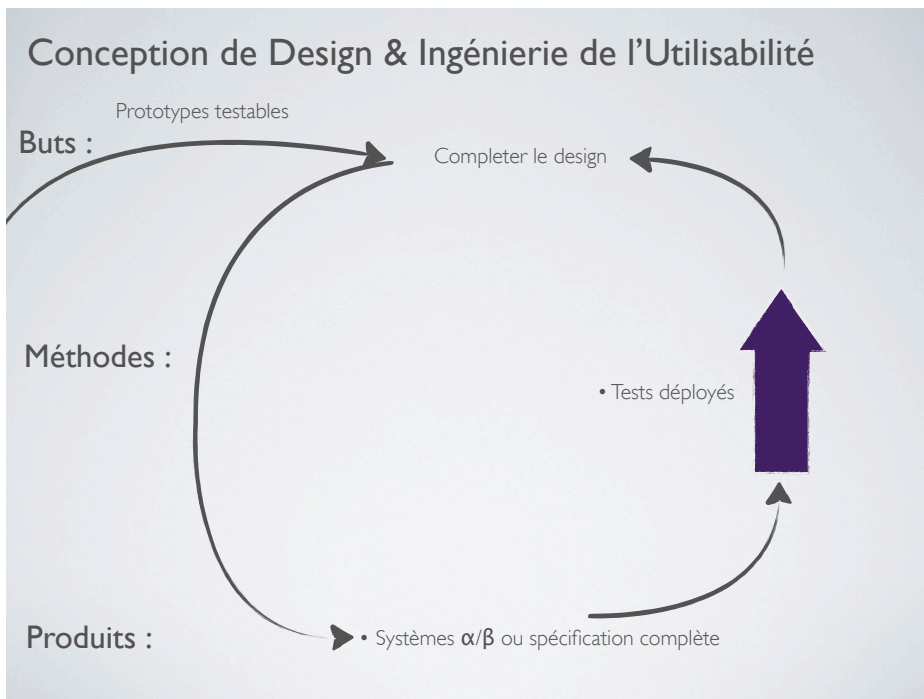 Conception de Design & Ingénierie de l'Utilisabilité
Prototypes testables
Buts :
Completer le design
Méthodes :
• Tests déployés
Produits :
• Systèmes α/β ou spécification complète